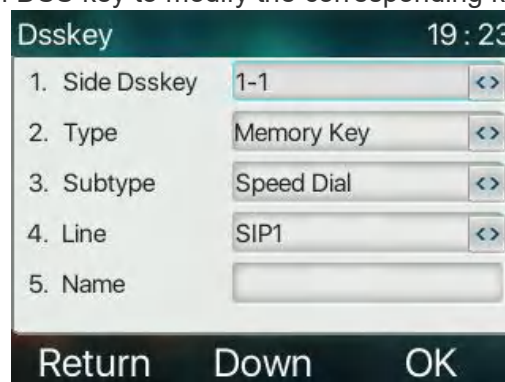 DSS key to modify the corresponding
Dsskey 19:23
1. Side Dsskey 1-1 <>
2. Type Memory Key <>
3. Subtype Speed Dial <>
4. Line SIP1 <>
5. Name
Return Down OK